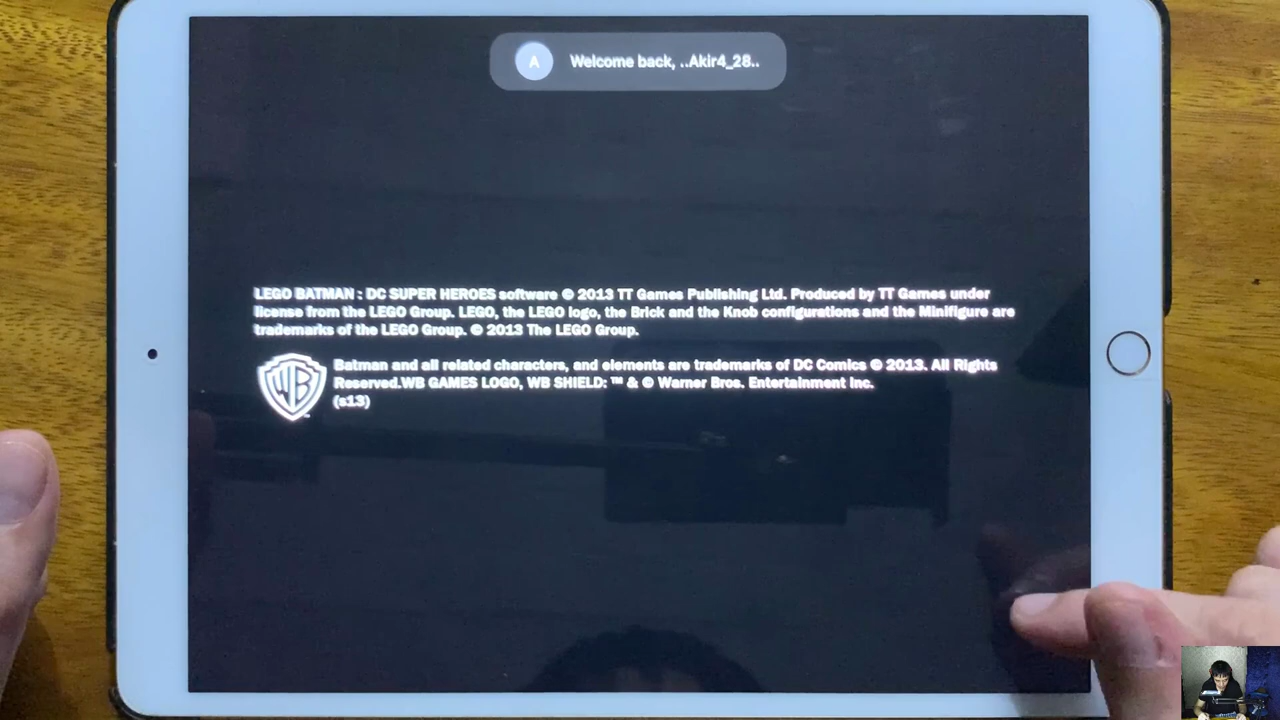 A Welcome back, ..Akir4_28..
LEGO BATMAN : DC SUPER HEROES software © 2013 TT Games Publishing Ltd. Produced by TT Games under
license from the LEGO Group. LEGO, the LEGO logo, the Brick and the Knob configurations and the Minifigure are
trademarks of the LEGO Group. © 2013 The LEGO Group.
WB
Batman and all related characters, and elements are trademarks of DC Comics © 2013. All Rights
Reserved.WB GAMES LOGO, WB SHIELD: ™ & © Warner Bros. Entertainment Inc.
(s13)